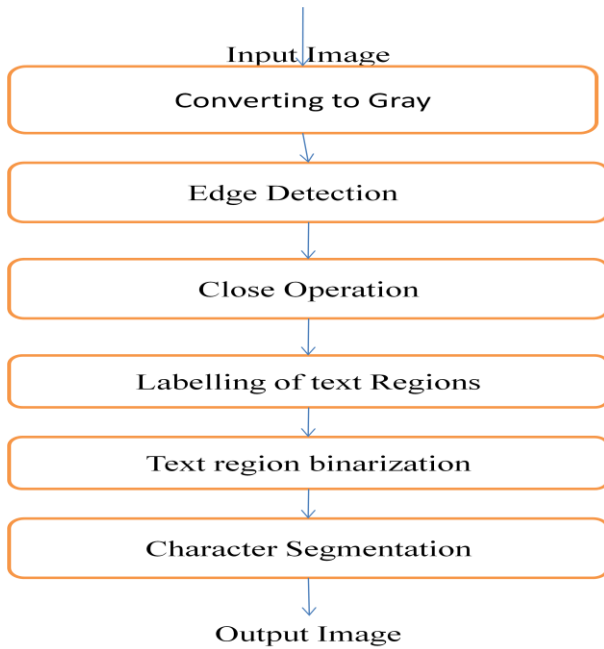 Input Image
Converting to Gray
Edge Detection
Close Operation
Labelling of text Regions
Text region binarization
Character Segmentation
Output Image